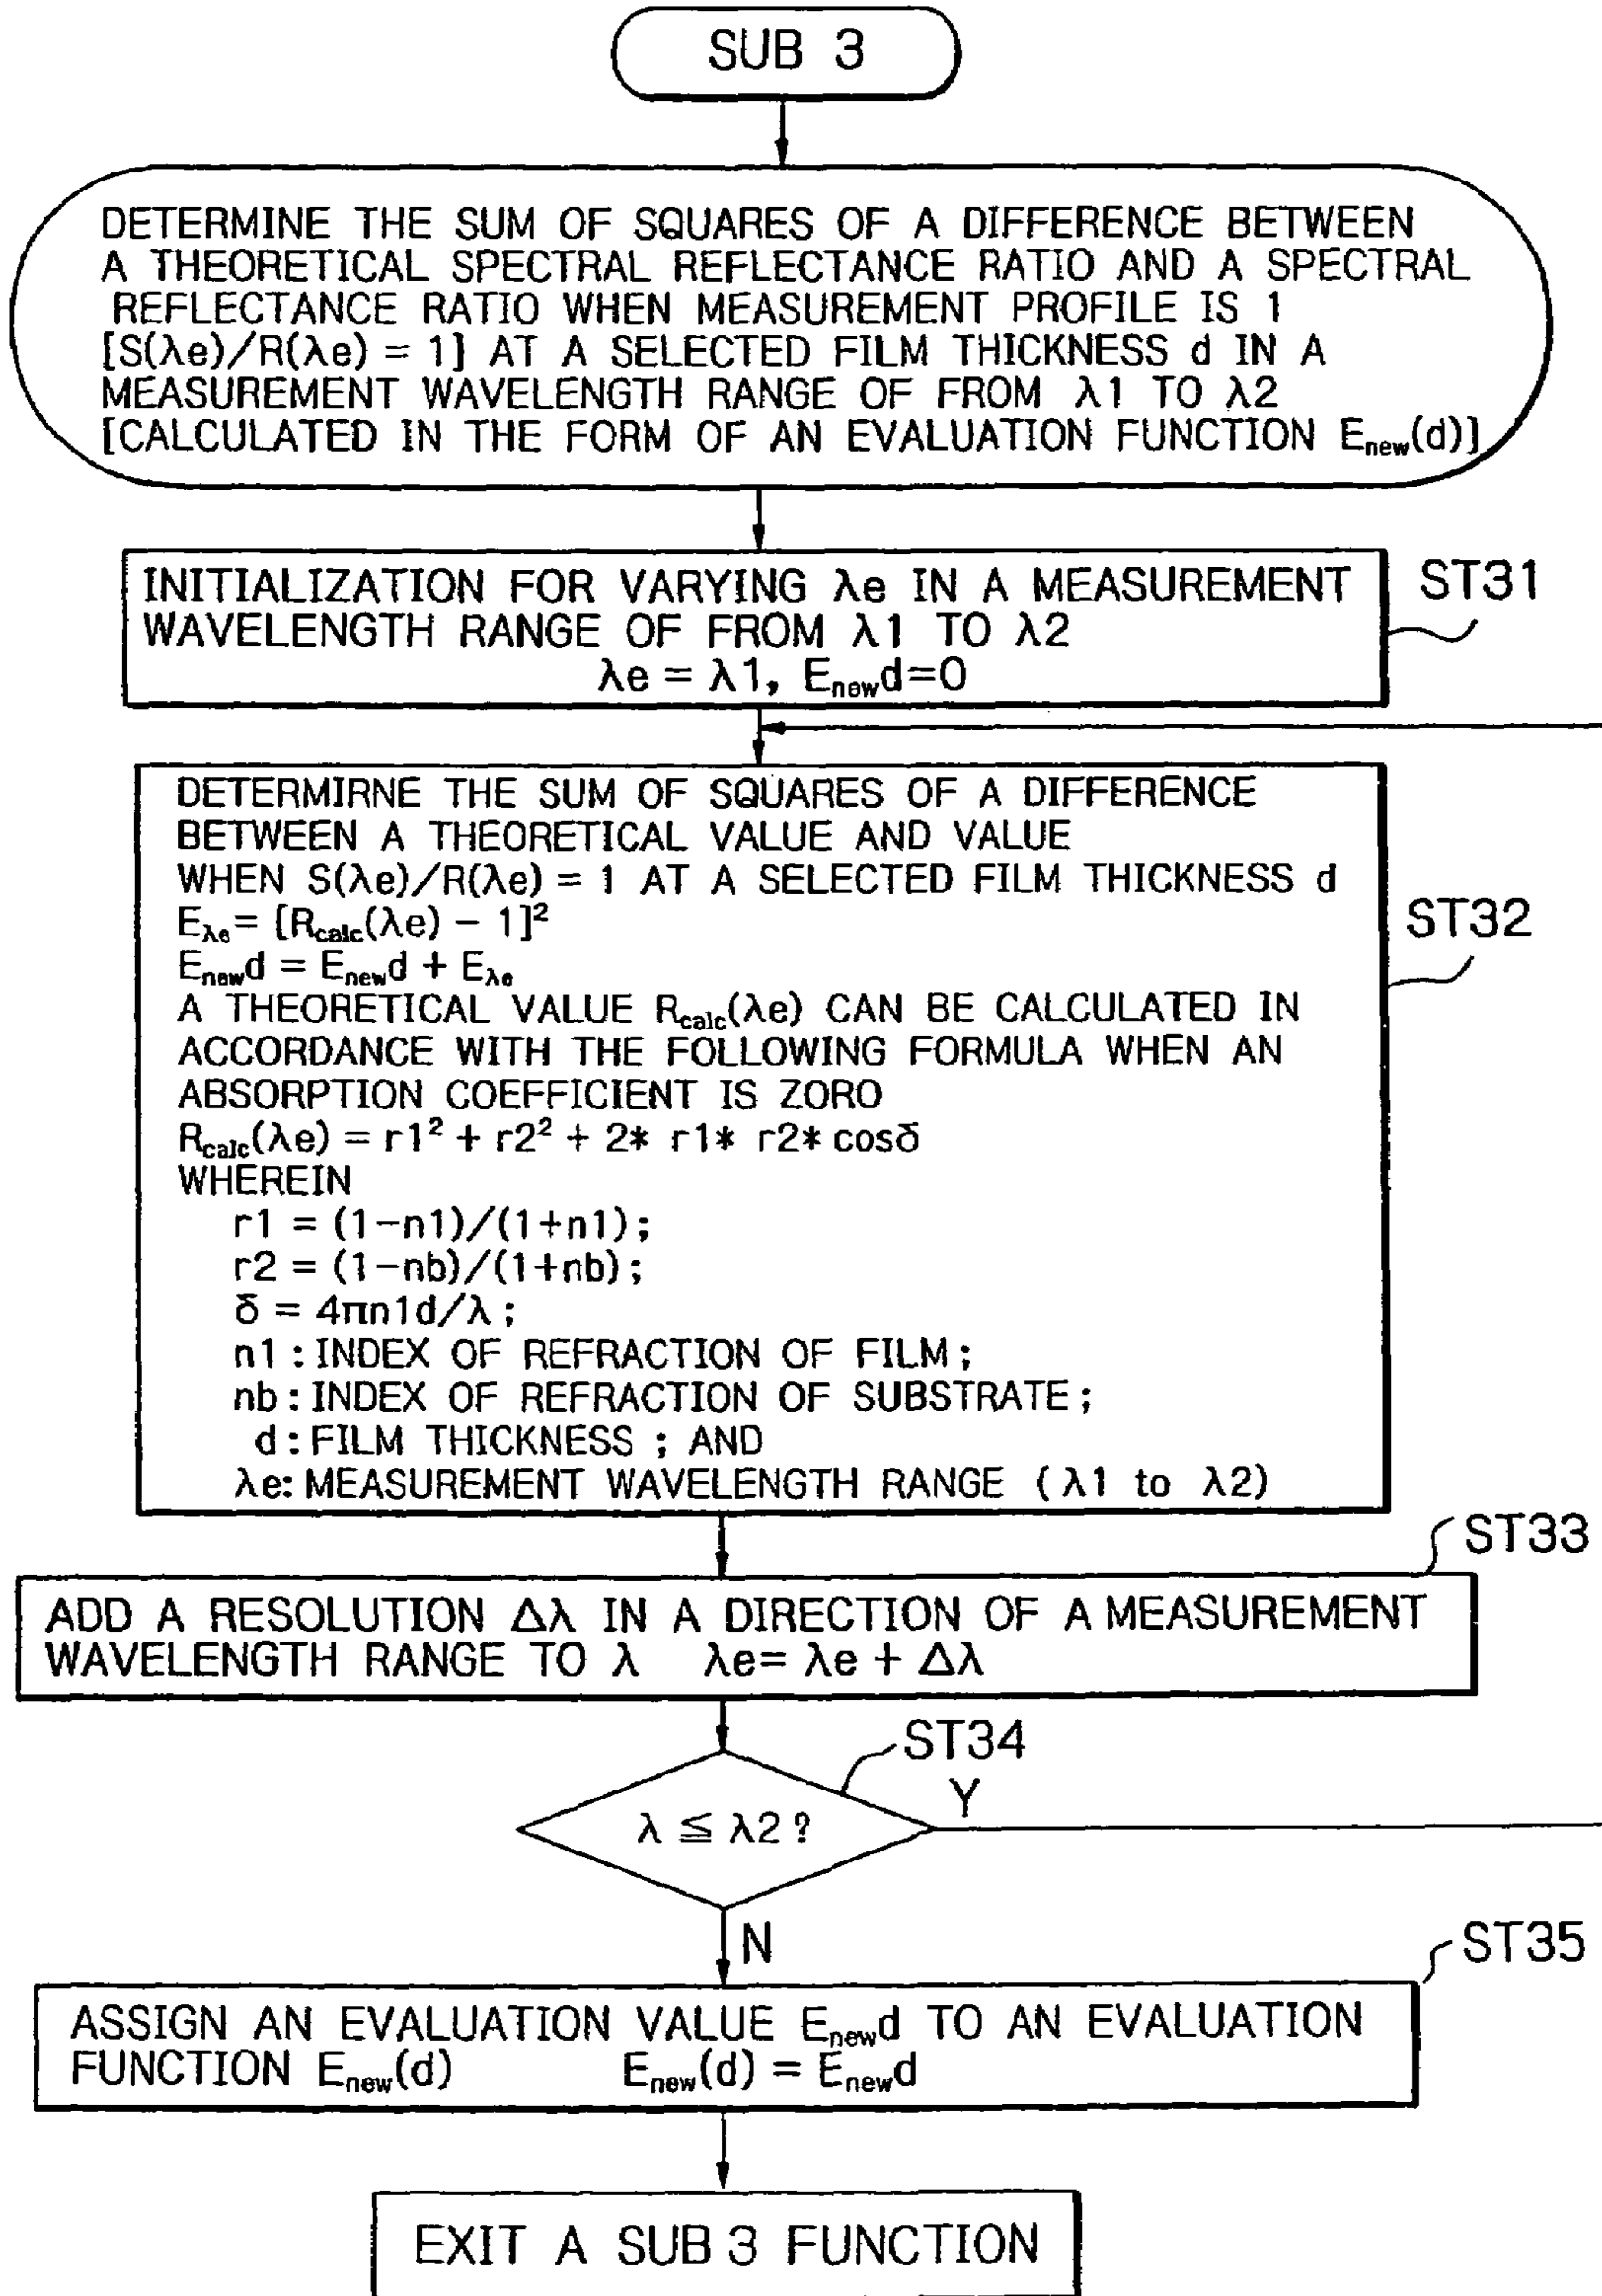 SUB 3
DETERMINE THE SUM OF SQUARES OF A DIFFERENCE BETWEEN
A THEORETICAL SPECTRAL REFLECTANCE RATIO AND A SPECTRAL
REFLECTANCE RATIO WHEN MEASUREMENT PROFILE IS 1
[S(λe)/R(λe) = 1] AT A SELECTED FILM THICKNESS d IN A
MEASUREMENT WAVELENGTH RANGE OF FROM λ1 TO λ2
[CALCULATED IN THE FORM OF AN EVALUATION FUNCTION Enew(d)]
INITIALIZATION FOR VARYING λe IN A MEASUREMENT
WAVELENGTH RANGE OF FROM λ1 TO λ2
λe = λ1, Enewd=0
ST31
DETERMIRNE THE SUM OF SQUARES OF A DIFFERENCE
BETWEEN A THEORETICAL VALUE AND VALUE
WHEN S(λe)/R(λe) = 1 AT A SELECTED FILM THICKNESS d
Eλe = [Rcalc(λe) - 1]²
Enewd = Enewd + Eλe
A THEORETICAL VALUE Rcalc(λe) CAN BE CALCULATED IN
ACCORDANCE WITH THE FOLLOWING FORMULA WHEN AN
ABSORPTION COEFFICIENT IS ZORO
Rcalc(λe) = r1² + r2² + 2* r1* r2* cosδ
WHEREIN
r1 = (1-n1)/(1+n1);
r2 = (1-nb)/(1+nb);
δ = 4πn1d/λ;
n1: INDEX OF REFRACTION OF FILM;
nb: INDEX OF REFRACTION OF SUBSTRATE;
d: FILM THICKNESS ; AND
λe: MEASUREMENT WAVELENGTH RANGE ( λ1 to λ2)
ST32
ST33
ADD A RESOLUTION Δλ IN A DIRECTION OF A MEASUREMENT
WAVELENGTH RANGE TO λ λe= λe + Δλ
ST34
λ ≦ λ2?
Y
N
ST35
ASSIGN AN EVALUATION VALUE Enewd TO AN EVALUATION
FUNCTION Enew(d) Enew(d) = Enewd
EXIT A SUB 3 FUNCTION